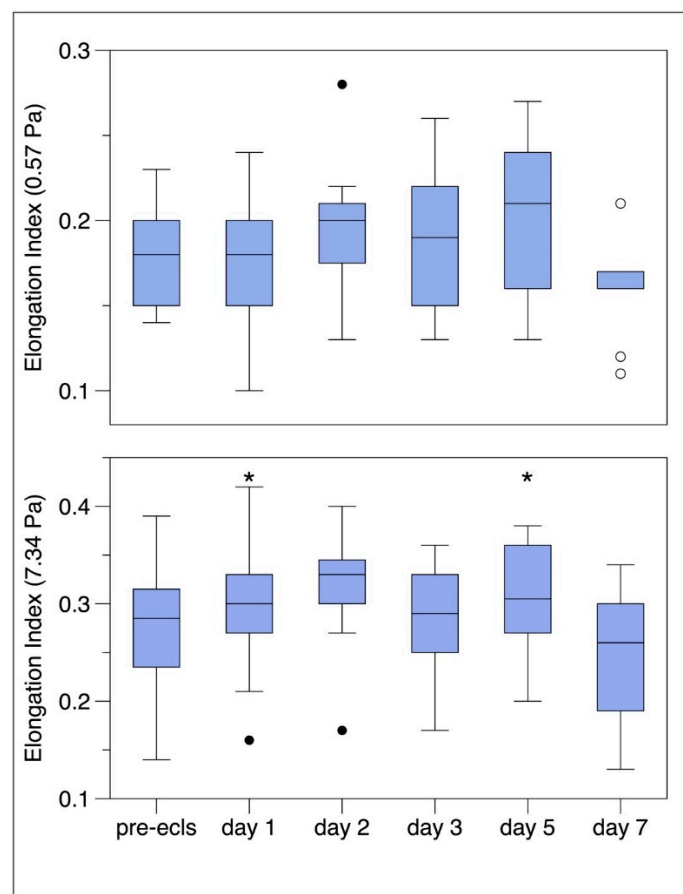 Elongation Index (0.57 Pa)
0.3
0.2
0.1
Elongation Index (7.34 Pa)
* *
0.4
0.3
0.2
0.1
pre-ecls day 1 day 2 day 3 day 5 day 7